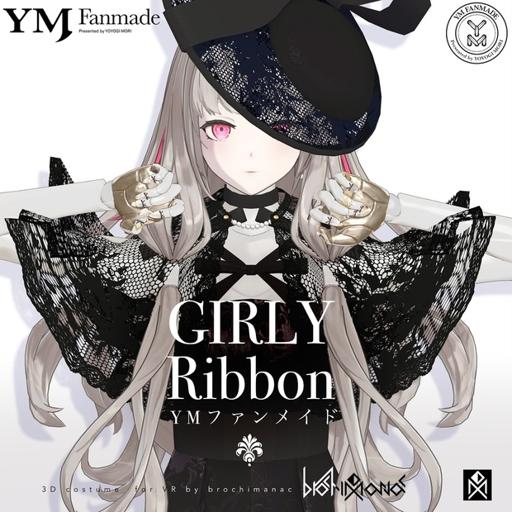 YM Fanmade
Presented by YOYOGI MORI
YM FANMADE
YM
Presented by YOYOGI MORI
GIRLY
Ribbon
YMファンメイド
3D costume for VR by brochimanac